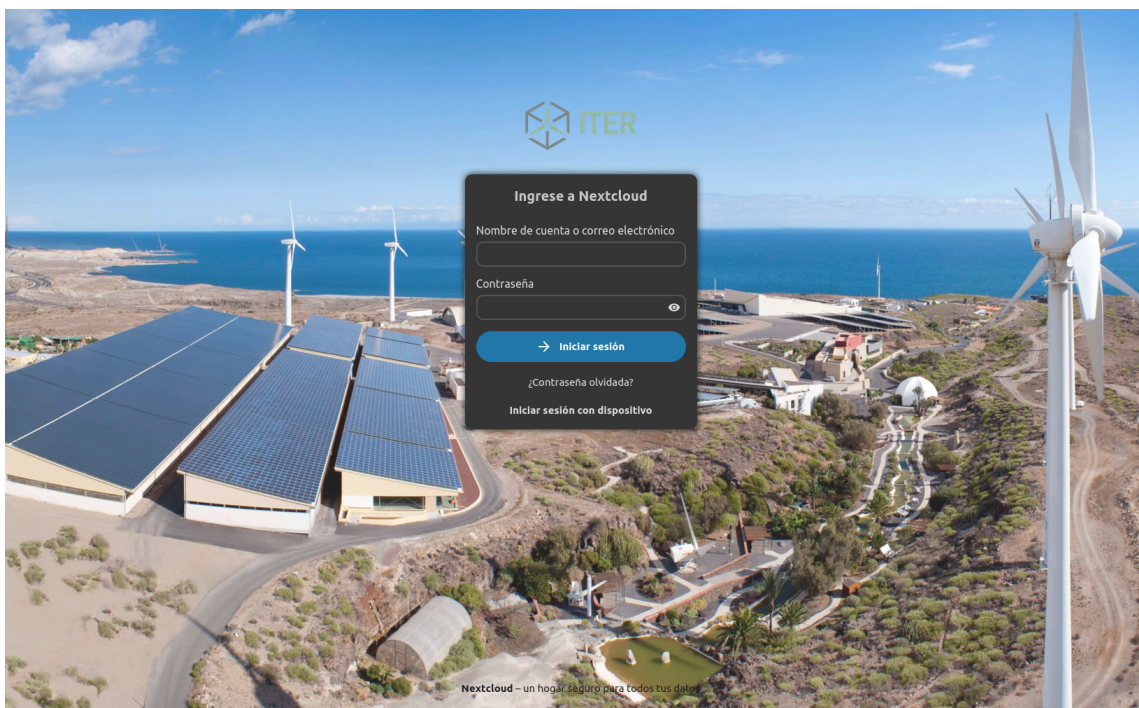 ITER
Ingrese a Nextcloud
Nombre de cuenta o correo electrónico
Contraseña
Iniciar sesión
¿Contraseña olvidada?
Iniciar sesión con dispositivo
Nextcloud – un hogar seguro para todos tus datos